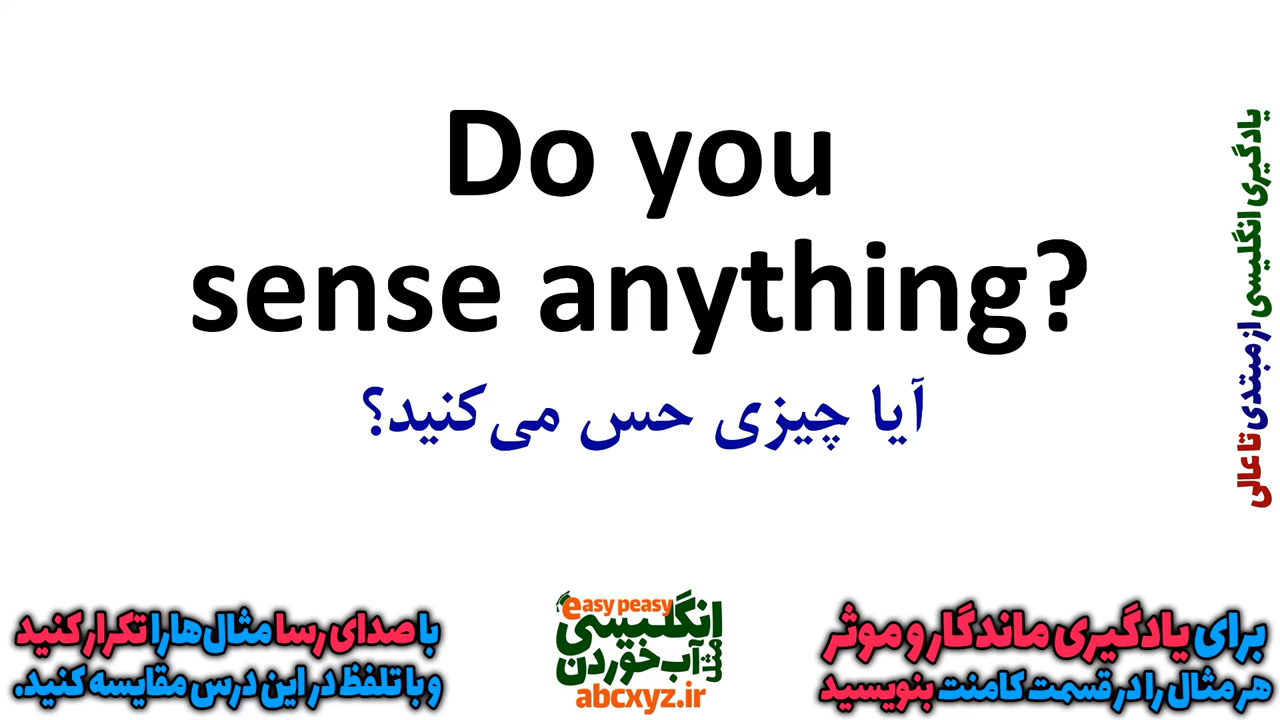 Do you
sense anything?
آیا چیزی حس می‌کنید؟
یادگیری انگلیسی از مبتدی تا عالی
برای یادگیری ماندگار و موثر
هر مثال را در قسمت کامنت بنویسید
easy peasy
انگلیسی
مثل
آب خوردن
abcxyz.ir
با صدای رسا مثال‌ها را تکرار کنید
و با تلفظ در این درس مقایسه کنید.